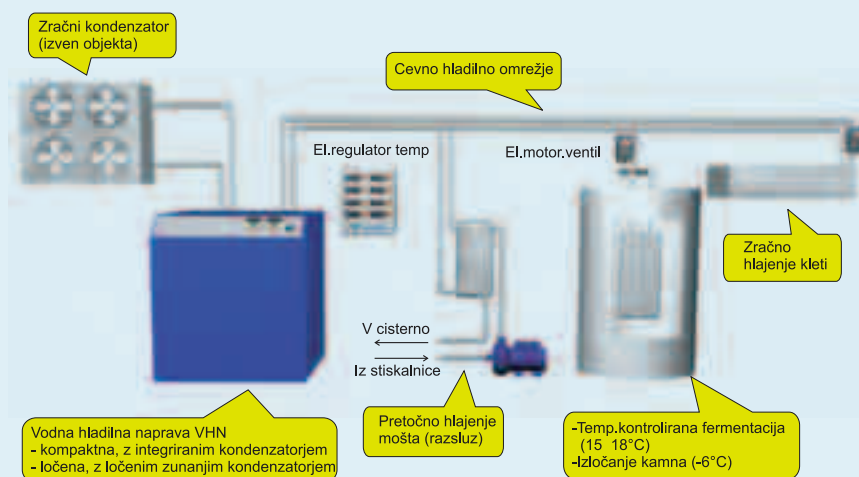 Zračni kondenzator
(izven objekta)
Cevno hladilno omrežje
El.regulator temp
El.motor.ventil
Zračno
hlajenje kleti
V cisterno
Iz stiskalnice
Pretočno hlajenje
mošta (razsluz)
Vodna hladilna naprava VHN
- kompaktna, z integriranim kondenzatorjem
- ločena, z ločenim zunanjim kondenzatorjem
-Temp.kontrolirana fermentacija
(15 18°C)
-Izločanje kamna (-6°C)